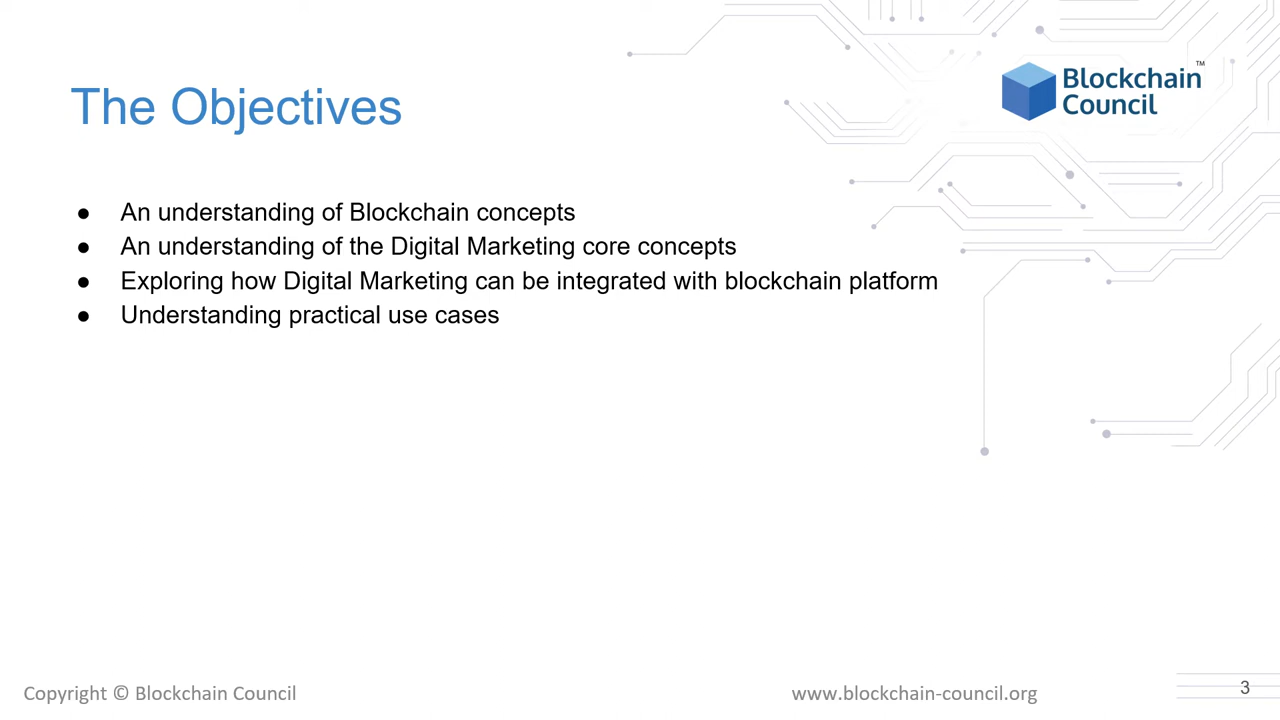 The Objectives
Blockchain
Council
™
● An understanding of Blockchain concepts
● An understanding of the Digital Marketing core concepts
● Exploring how Digital Marketing can be integrated with blockchain platform
● Understanding practical use cases
Copyright © Blockchain Council
www.blockchain-council.org
3